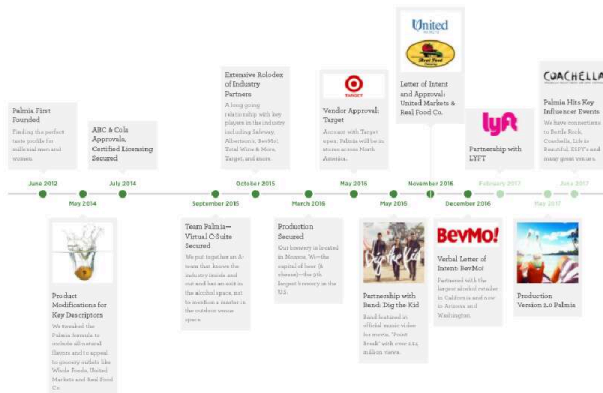 Palmia First
Founded
Finding the perfect
taste profile for
millennial men and
women
ABC & Cola
Approvals,
Certified Licensing
Secured
Extensive Rolodex
of Industry
Partners
A long going
relationship with key
players in the industry
including Safeway,
Albertson's, BevMo!,
Total Wine & More,
Target, and more.
TARGET
Vendor Approval:
Target
Account with Target
open, Palmia will be in
stores across North
America.
United
Real Food
Letter of Intent
and Approval:
United Markets &
Real Food Co.
lyft
Partnership with
LYFT
COACHELLA
Palmia Hits Key
Influencer Events
We have connections
to Bottle Rock,
Coachella, Life is
Beautiful, ESPY's and
many great venues.
June 2012
May 2014
July 2014
September 2015
October 2015
March 2016
May 2016
May 2016
November 2016
December 2016
February 2017
May 2017
June 2017
Product
Modifications for
Key Descriptors
We tweaked the
Palmia formula to
include all natural
flavors and to appeal
to grocery outlets like
Whole Foods, United
Markets and Real Food
Co.
Team Palmia—
Virtual C-Suite
Secured
We put together an A-
team that knows the
industry inside and
out and has an exit in
the alcohol space, not
to mention a master in
the outdoor venue
space.
Production
Secured
Our brewery is located
in Monroe, WI—the
capital of beer (&
cheese)—the
largest brewery in the
U.S.
Dig The Kid
Partnership with
Band: Dig the Kid
Band featured in
official music video
for movie, "Point
Break" with over
million views.
BevMo!
Verbal Letter of
Intent: BevMo!
Partnered with the
largest alcohol retailer
in California and now
in Arizona and
Washington.
Production
Version 2.0 Palmia